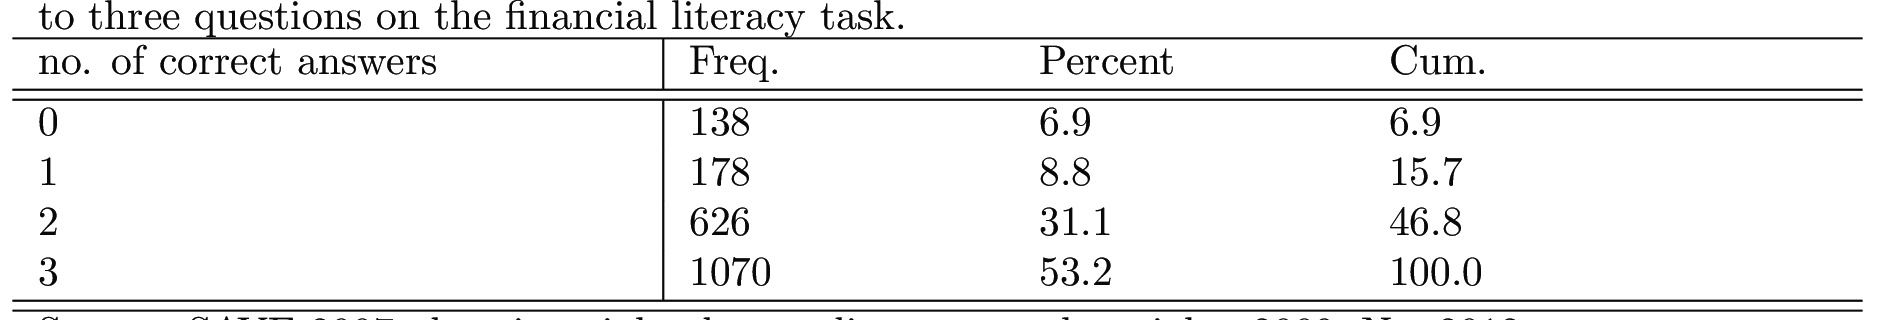 to three questions on the financial literacy task.
no. of correct answers Freq. Percent Cum.
0 138 6.9 6.9
1 178 8.8 15.7
2 626 31.1 46.8
3 1070 53.2 100.0